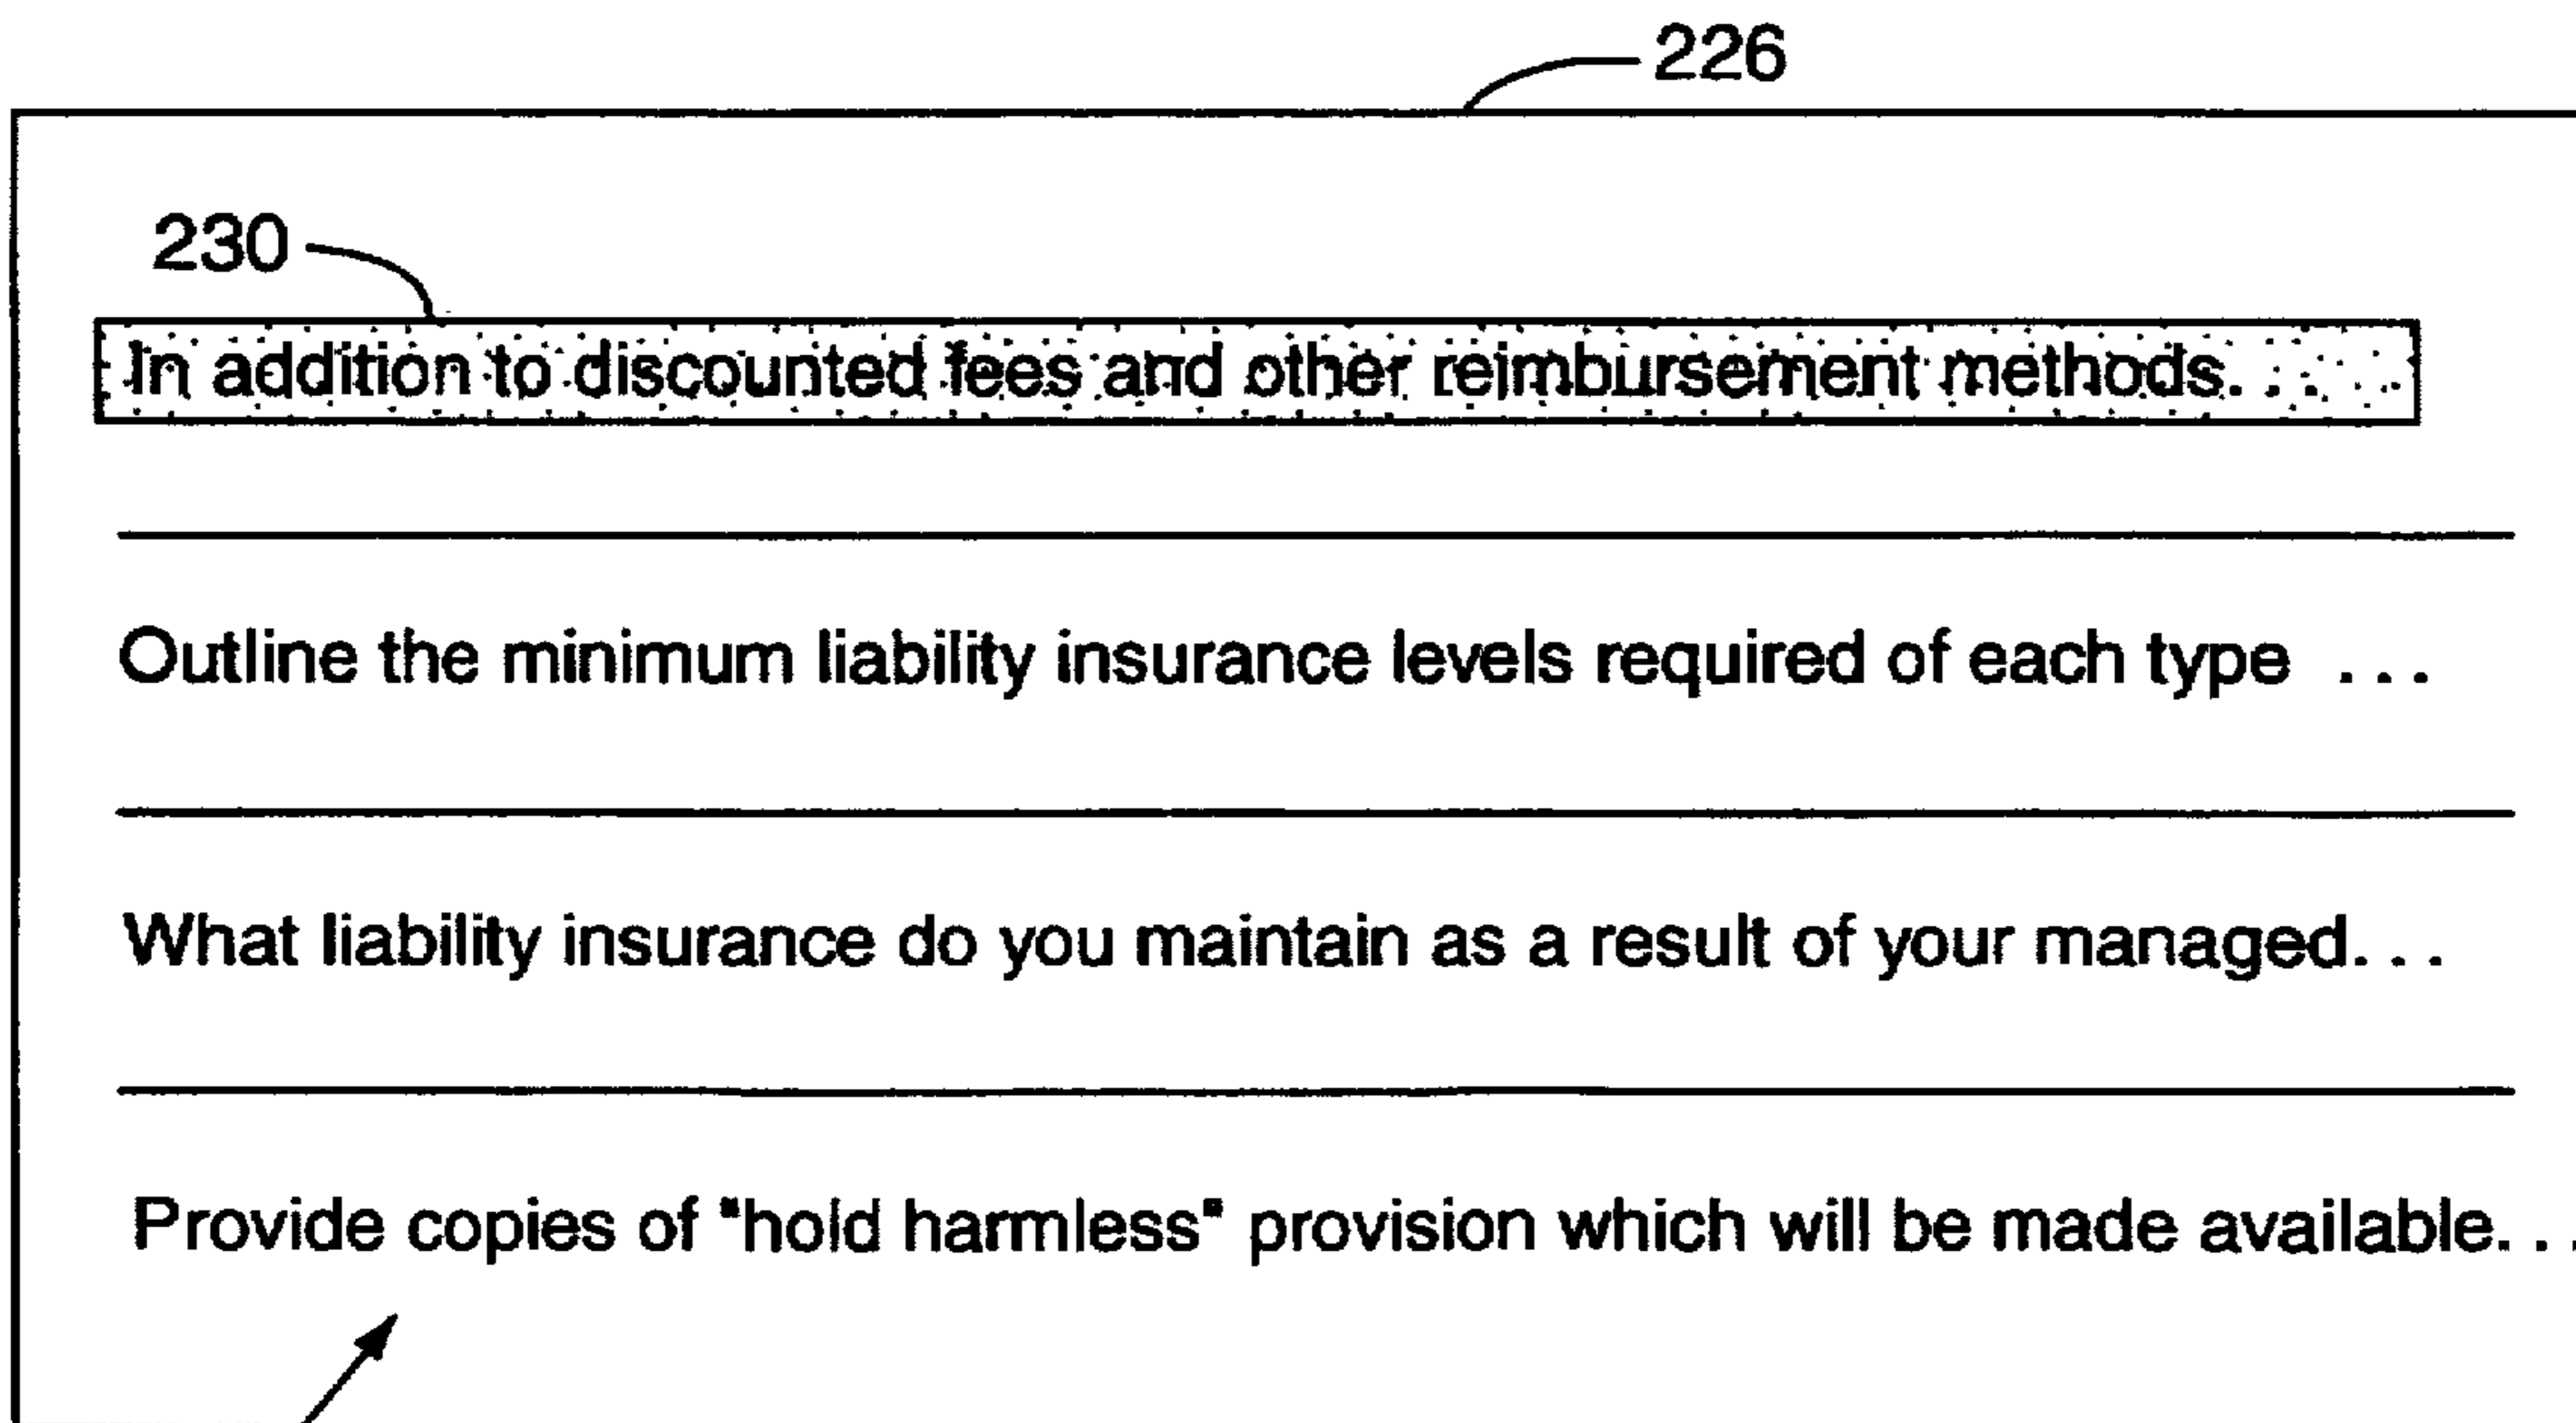 226
230
In addition to discounted fees and other reimbursement methods. . .
Outline the minimum liability insurance levels required of each type ...
What liability insurance do you maintain as a result of your managed. . .
Provide copies of "hold harmless" provision which will be made available. . .